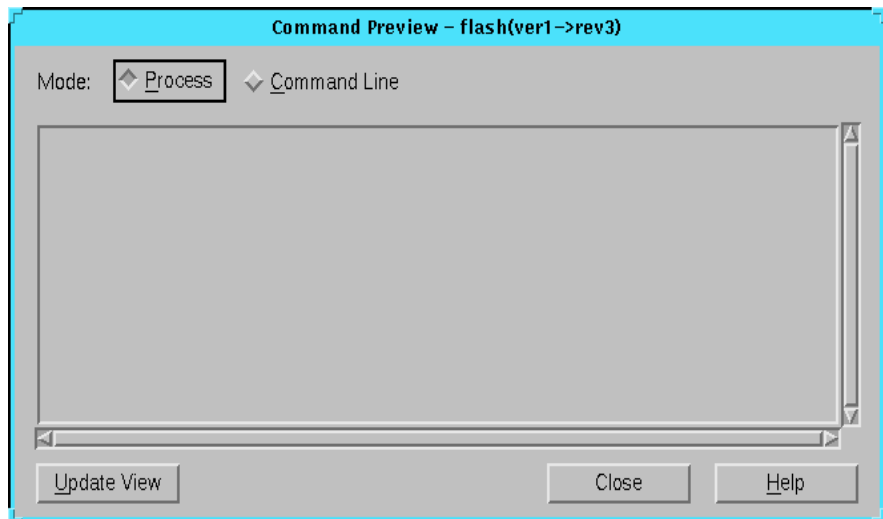 Command Preview – flash(ver1->rev3)
Mode: Process Command Line
Update View Close Help